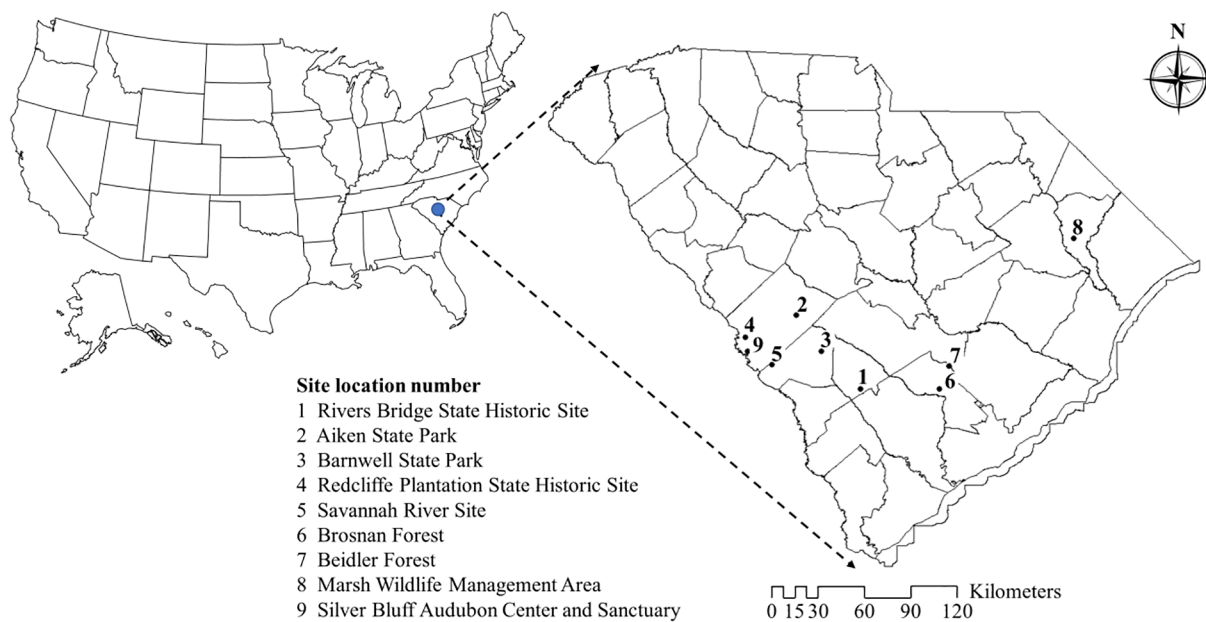 N
8
2
4
9
5
3
7
1
6
Site location number
1 Rivers Bridge State Historic Site
2 Aiken State Park
3 Barnwell State Park
4 Redcliffe Plantation State Historic Site
5 Savannah River Site
6 Brosnan Forest
7 Beidler Forest
8 Marsh Wildlife Management Area
9 Silver Bluff Audubon Center and Sanctuary
Kilometers
0 15 30 60 90 120